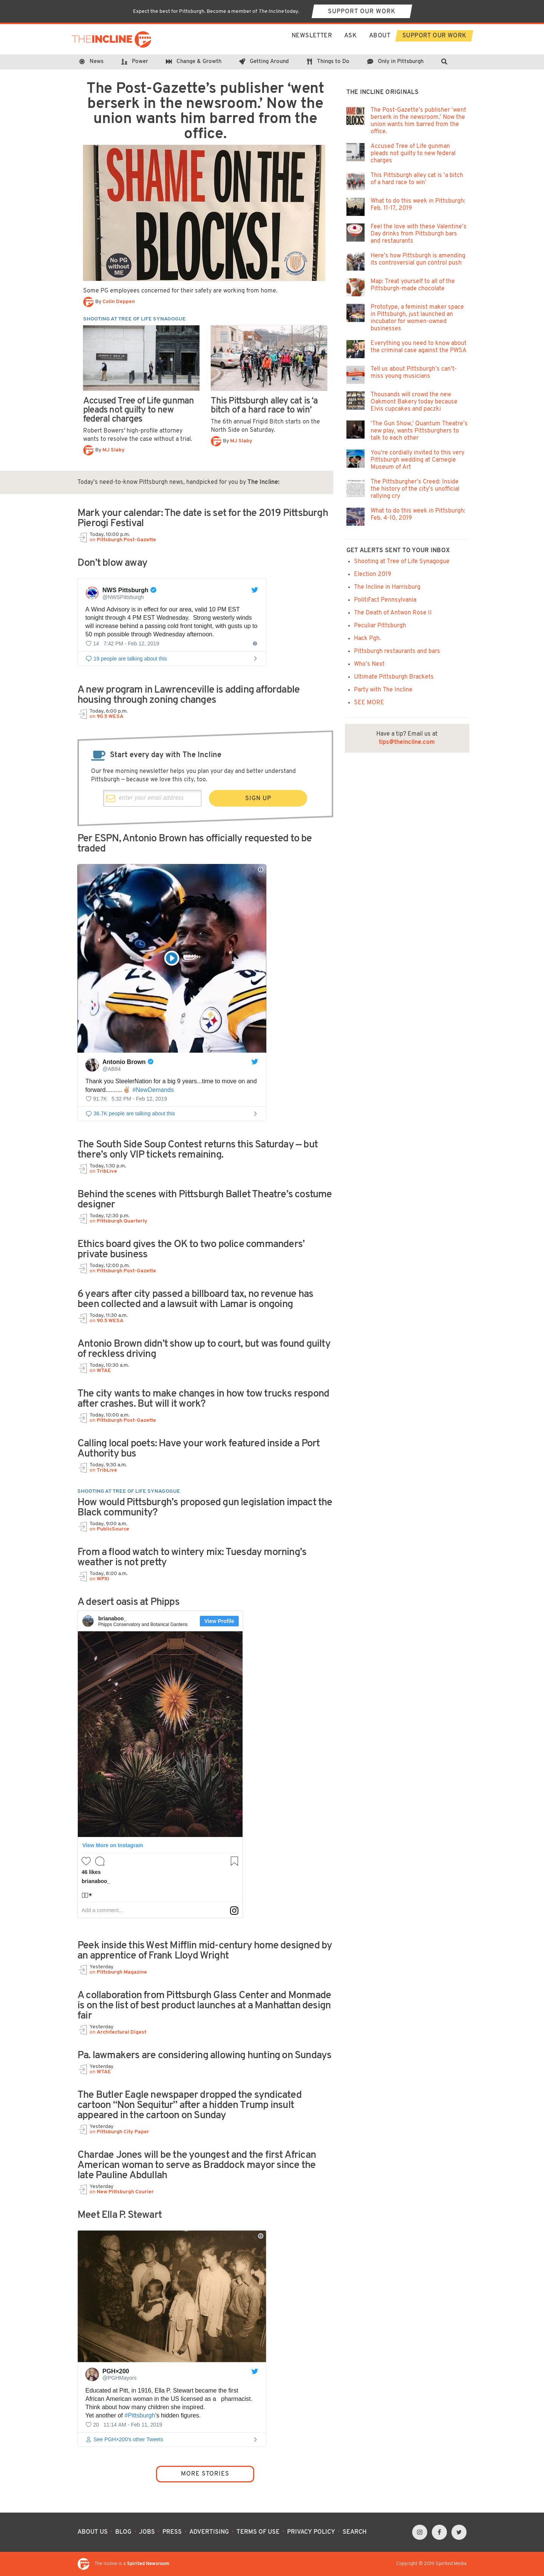 Expect the best for Pittsburgh. Become a member of The Incline today.
SUPPORT OUR WORK
THE INCLINE
NEWSLETTER
ASK
ABOUT
SUPPORT OUR WORK
News
Power
Change & Growth
Getting Around
Things to Do
Only in Pittsburgh
The Post-Gazette’s publisher ‘went
berserk in the newsroom.’ Now the
union wants him barred from the
office.
SHAME ON THE
BLOCKS!
No PG
without
ME
Some PG employees concerned for their safety are working from home.
By Colin Deppen
SHOOTING AT TREE OF LIFE SYNAGOGUE
Accused Tree of Life gunman
pleads not guilty to new
federal charges
Robert Bowers’ high-profile attorney
wants to resolve the case without a trial.
By MJ Slaby
This Pittsburgh alley cat is ‘a
bitch of a hard race to win’
The 6th annual Frigid Bitch starts on the
North Side on Saturday.
By MJ Slaby
Today's need-to-know Pittsburgh news, handpicked for you by The Incline:
Mark your calendar: The date is set for the 2019 Pittsburgh
Pierogi Festival
Today, 10:00 p.m.
on Pittsburgh Post-Gazette
Don’t blow away
NWS Pittsburgh
@NWSPittsburgh
A Wind Advisory is in effect for our area, valid 10 PM EST
tonight through 4 PM EST Wednesday. Strong westerly winds
will increase behind a passing cold front tonight, with gusts up to
50 mph possible through Wednesday afternoon.
14 7:42 PM - Feb 12, 2019
19 people are talking about this
A new program in Lawrenceville is adding affordable
housing through zoning changes
Today, 6:00 p.m.
on 90.5 WESA
Start every day with The Incline
Our free morning newsletter helps you plan your day and better understand
Pittsburgh — because we love this city, too.
enter your email address
SIGN UP
Per ESPN, Antonio Brown has officially requested to be
traded
Antonio Brown
@AB84
Thank you SteelerNation for a big 9 years...time to move on and
forward.......... ✌🏾 #NewDemands
91.7K 5:32 PM - Feb 12, 2019
36.7K people are talking about this
The South Side Soup Contest returns this Saturday — but
there’s only VIP tickets remaining.
Today, 1:30 p.m.
on TribLive
Behind the scenes with Pittsburgh Ballet Theatre’s costume
designer
Today, 12:30 p.m.
on Pittsburgh Quarterly
Ethics board gives the OK to two police commanders’
private business
Today, 12:00 p.m.
on Pittsburgh Post-Gazette
6 years after city passed a billboard tax, no revenue has
been collected and a lawsuit with Lamar is ongoing
Today, 11:30 a.m.
on 90.5 WESA
Antonio Brown didn’t show up to court, but was found guilty
of reckless driving
Today, 10:30 a.m.
on WTAE
The city wants to make changes in how tow trucks respond
after crashes. But will it work?
Today, 10:00 a.m.
on Pittsburgh Post-Gazette
Calling local poets: Have your work featured inside a Port
Authority bus
Today, 9:30 a.m.
on TribLive
SHOOTING AT TREE OF LIFE SYNAGOGUE
How would Pittsburgh’s proposed gun legislation impact the
Black community?
Today, 9:00 a.m.
on PublicSource
From a flood watch to wintery mix: Tuesday morning’s
weather is not pretty
Today, 8:00 a.m.
on WPXI
A desert oasis at Phipps
brianaboo_
Phipps Conservatory and Botanical Gardens
View Profile
View More on Instagram
46 likes
brianaboo_
Add a comment...
Peek inside this West Mifflin mid-century home designed by
an apprentice of Frank Lloyd Wright
Yesterday
on Pittsburgh Magazine
A collaboration from Pittsburgh Glass Center and Monmade
is on the list of best product launches at a Manhattan design
fair
Yesterday
on Architectural Digest
Pa. lawmakers are considering allowing hunting on Sundays
Yesterday
on WTAE
The Butler Eagle newspaper dropped the syndicated
cartoon “Non Sequitur” after a hidden Trump insult
appeared in the cartoon on Sunday
Yesterday
on Pittsburgh City Paper
Chardae Jones will be the youngest and the first African
American woman to serve as Braddock mayor since the
late Pauline Abdullah
Yesterday
on New Pittsburgh Courier
Meet Ella P. Stewart
PGH×200
@PGHMayors
Educated at Pitt, in 1916, Ella P. Stewart became the first
African American woman in the US licensed as a pharmacist.
Think about how many children she inspired.
Yet another of #Pittsburgh's hidden figures.
20 11:14 AM - Feb 11, 2019
See PGH×200's other Tweets
MORE STORIES
THE INCLINE ORIGINALS
The Post-Gazette’s publisher ‘went
berserk in the newsroom.’ Now the
union wants him barred from the
office.
Accused Tree of Life gunman
pleads not guilty to new federal
charges
This Pittsburgh alley cat is ‘a bitch
of a hard race to win’
What to do this week in Pittsburgh:
Feb. 11-17, 2019
Feel the love with these Valentine’s
Day drinks from Pittsburgh bars
and restaurants
Here’s how Pittsburgh is amending
its controversial gun control push
Map: Treat yourself to all of the
Pittsburgh-made chocolate
Prototype, a feminist maker space
in Pittsburgh, just launched an
incubator for women-owned
businesses
Everything you need to know about
the criminal case against the PWSA
Tell us about Pittsburgh’s can’t-
miss young musicians
Thousands will crowd the new
Oakmont Bakery today because
Elvis cupcakes and paczki
‘The Gun Show,’ Quantum Theatre’s
new play, wants Pittsburghers to
talk to each other
You’re cordially invited to this very
Pittsburgh wedding at Carnegie
Museum of Art
The Pittsburgher’s Creed: Inside
the history of the city’s unofficial
rallying cry
What to do this week in Pittsburgh:
Feb. 4-10, 2019
GET ALERTS SENT TO YOUR INBOX
Shooting at Tree of Life Synagogue
Election 2019
The Incline in Harrisburg
PolitiFact Pennsylvania
The Death of Antwon Rose II
Peculiar Pittsburgh
Hack Pgh.
Pittsburgh restaurants and bars
Who's Next
Ultimate Pittsburgh Brackets
Party with The Incline
SEE MORE
Have a tip? Email us at
tips@theincline.com
ABOUT US · BLOG · JOBS · PRESS · ADVERTISING · TERMS OF USE · PRIVACY POLICY · SEARCH
The Incline is a Spirited Newsroom
Copyright © 2019 Spirited Media